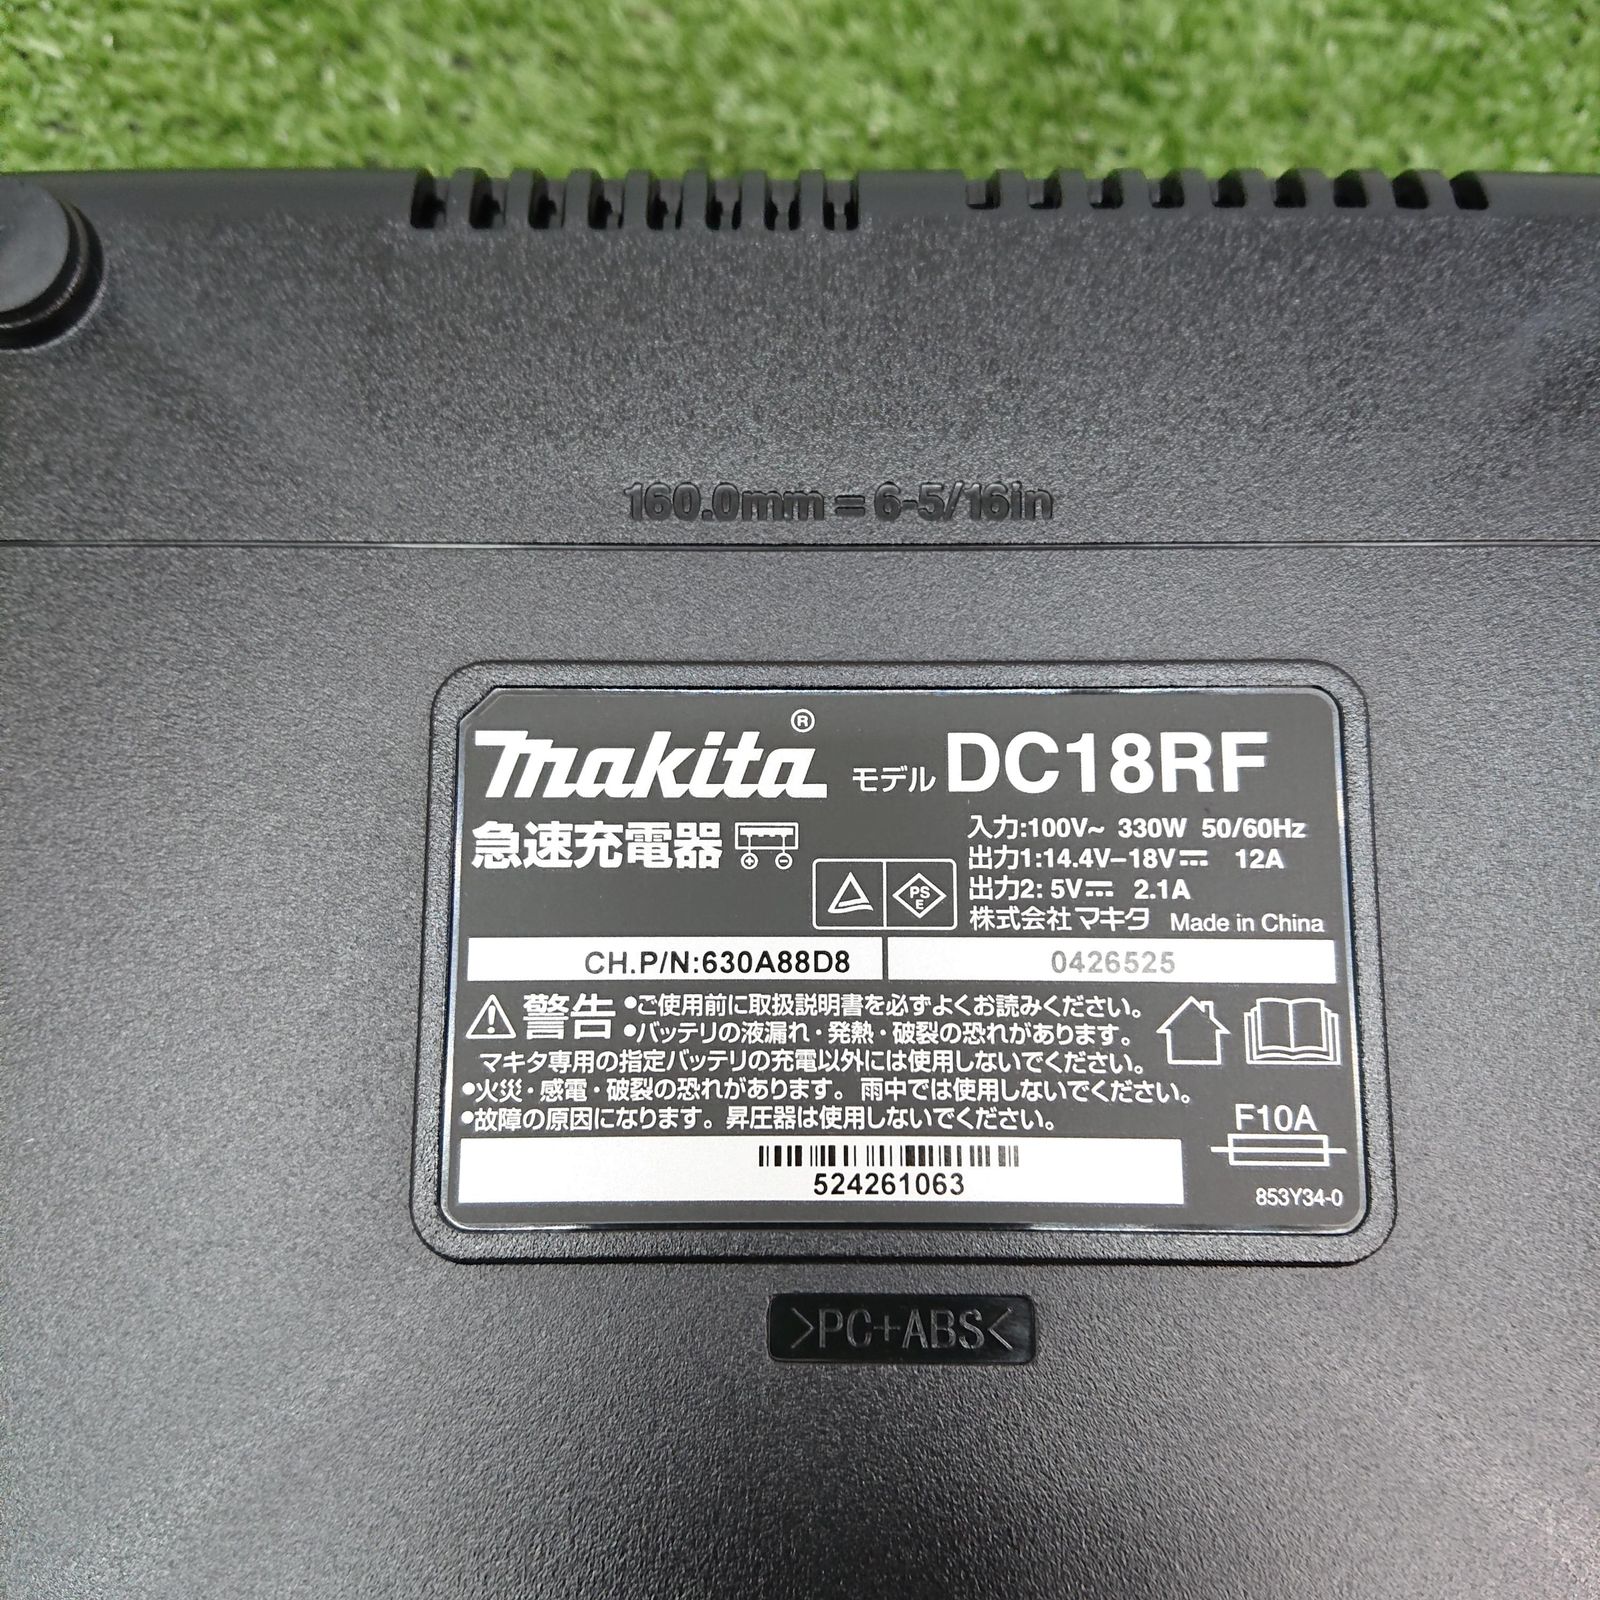 160.0mm = 6-5/16in
makita® モデル DC18RF
急速充電器
入力:100V~ 330W 50/60Hz
出力1:14.4V-18V⎓ 12A
出力2: 5V⎓ 2.1A
PS
E
株式会社マキタ Made in China
CH.P/N:630A88D8 0426525
警告 •ご使用前に取扱説明書を必ずよくお読みください。
•バッテリの液漏れ・発熱・破裂の恐れがあります。
マキタ専用の指定バッテリの充電以外には使用しないでください。
•火災・感電・破裂の恐れがあります。雨中では使用しないでください。
•故障の原因になります。昇圧器は使用しないでください。
F10A
524261063
853Y34-0
>PC+ABS<